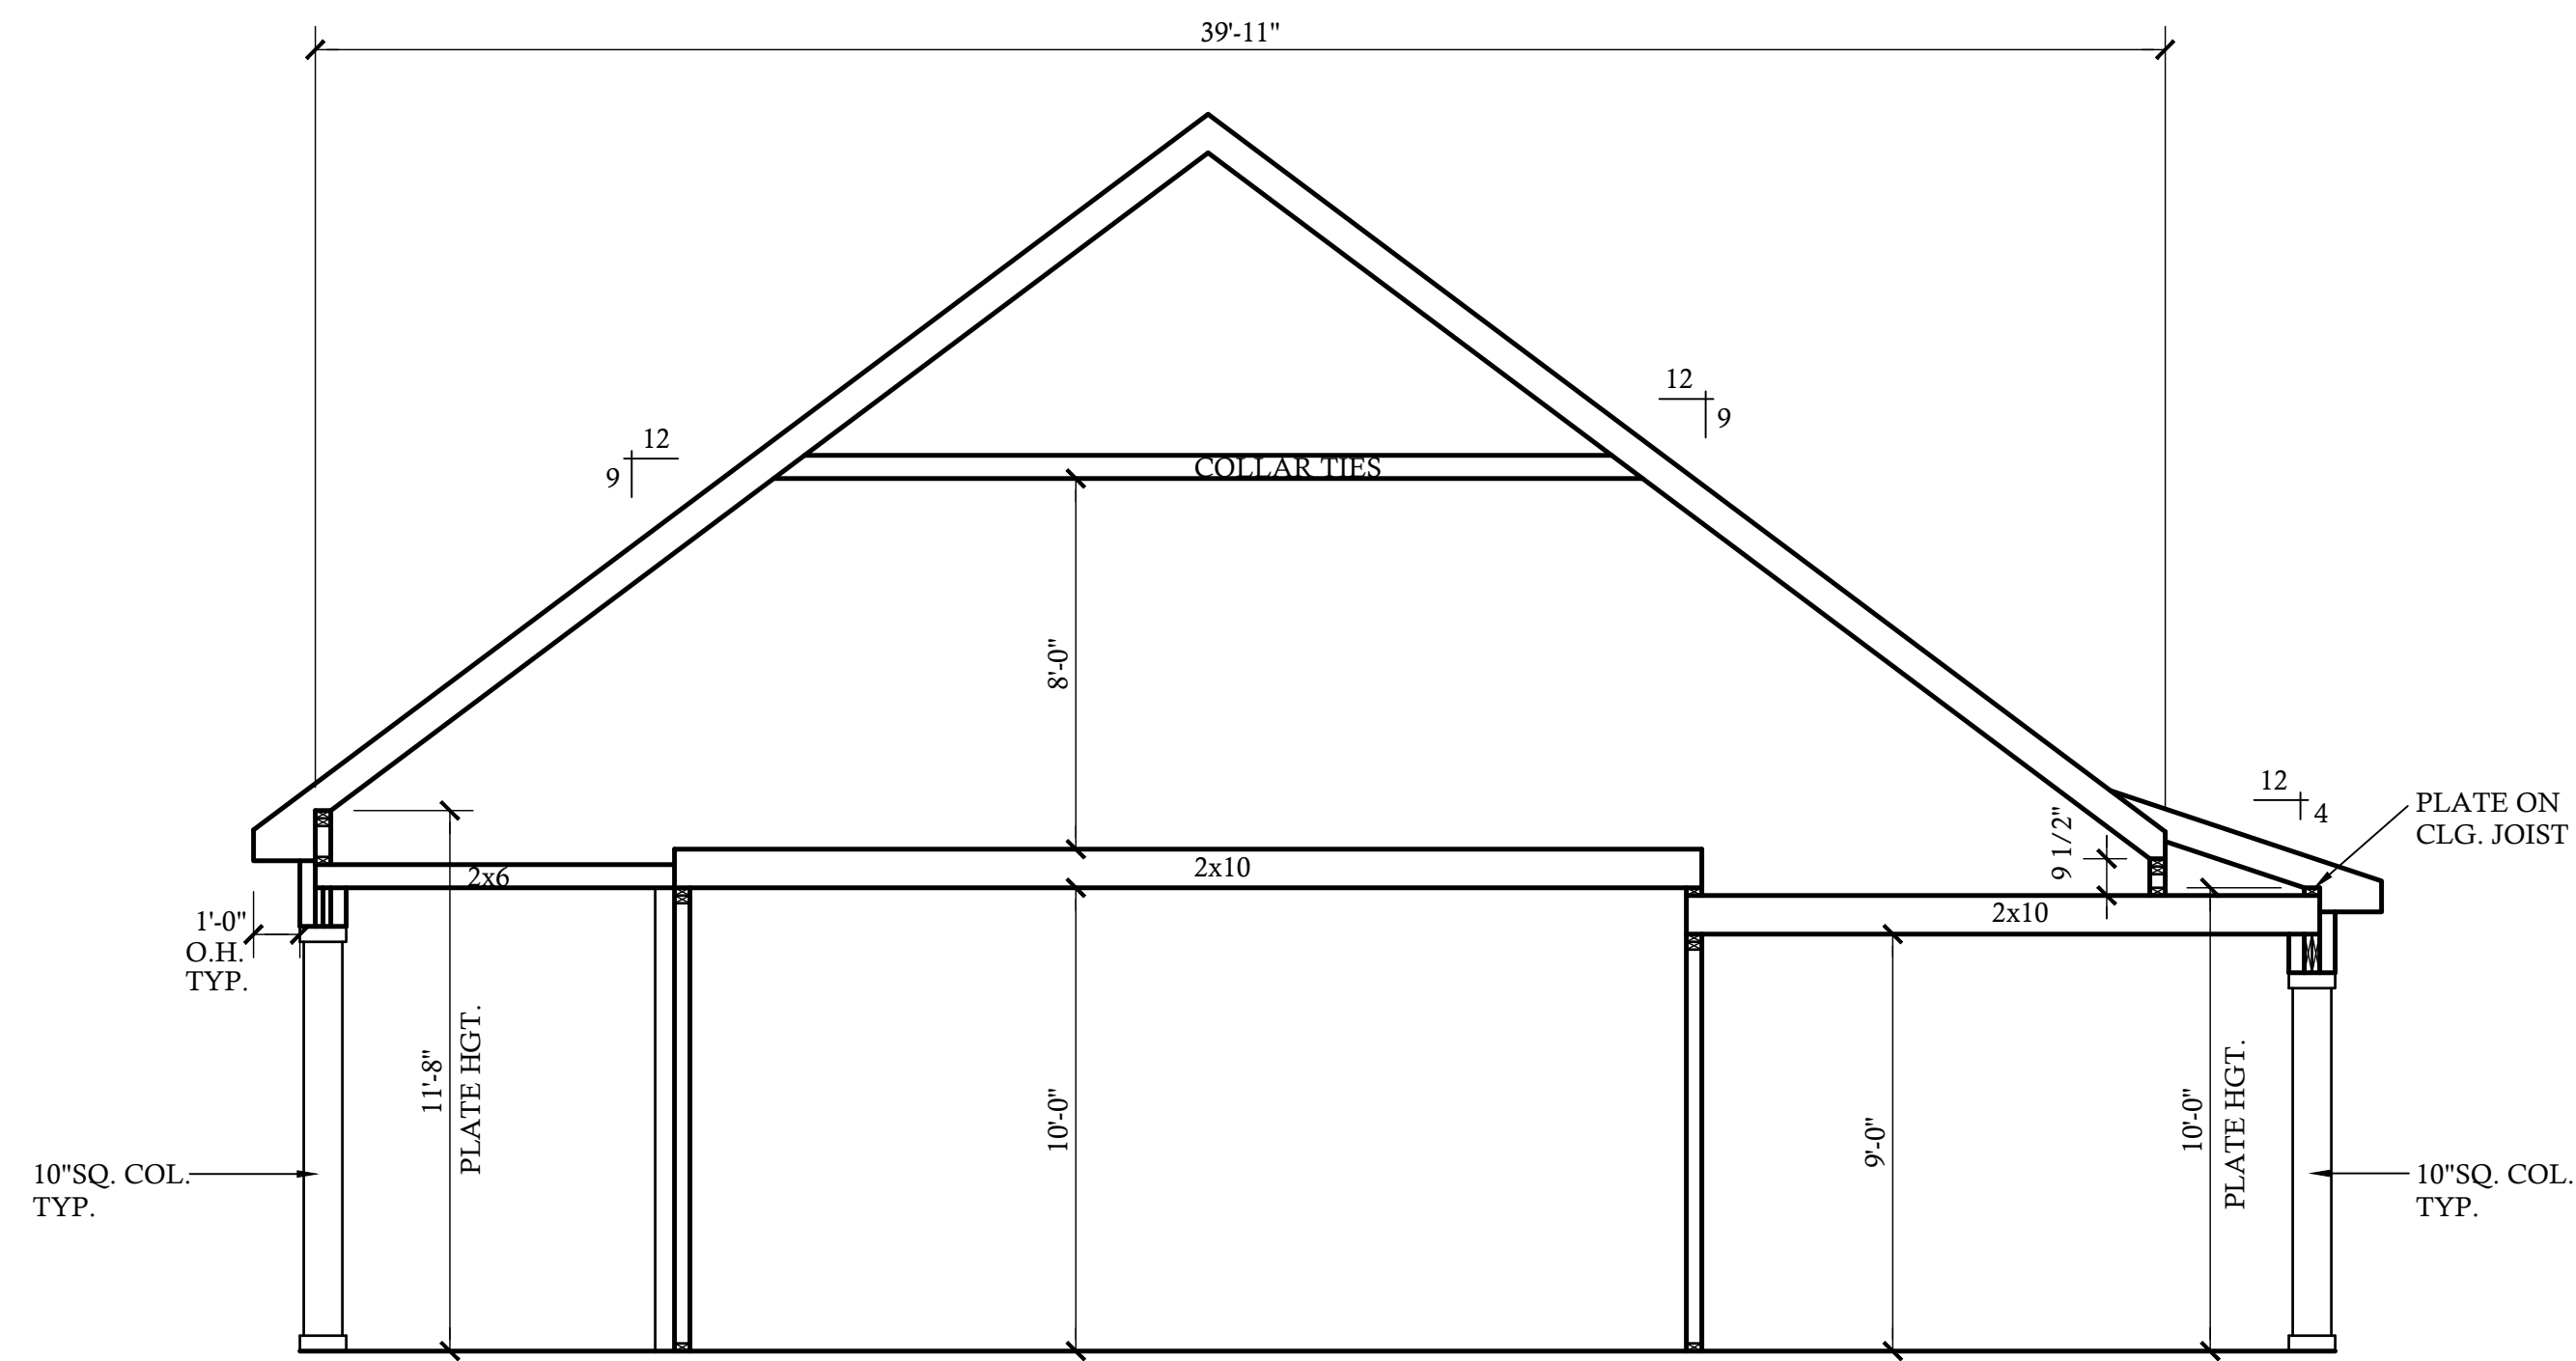 39'-11"
12
9
12
9
COLLAR TIES
8'-0"
12
4
PLATE ON
CLG. JOIST
9 1/2"
2x6
2x10
2x10
1'-0"
O.H.
TYP.
11'-8"
PLATE HGT.
10'-0"
9'-0"
10'-0"
PLATE HGT.
10"SQ. COL.
TYP.
10"SQ. COL.
TYP.